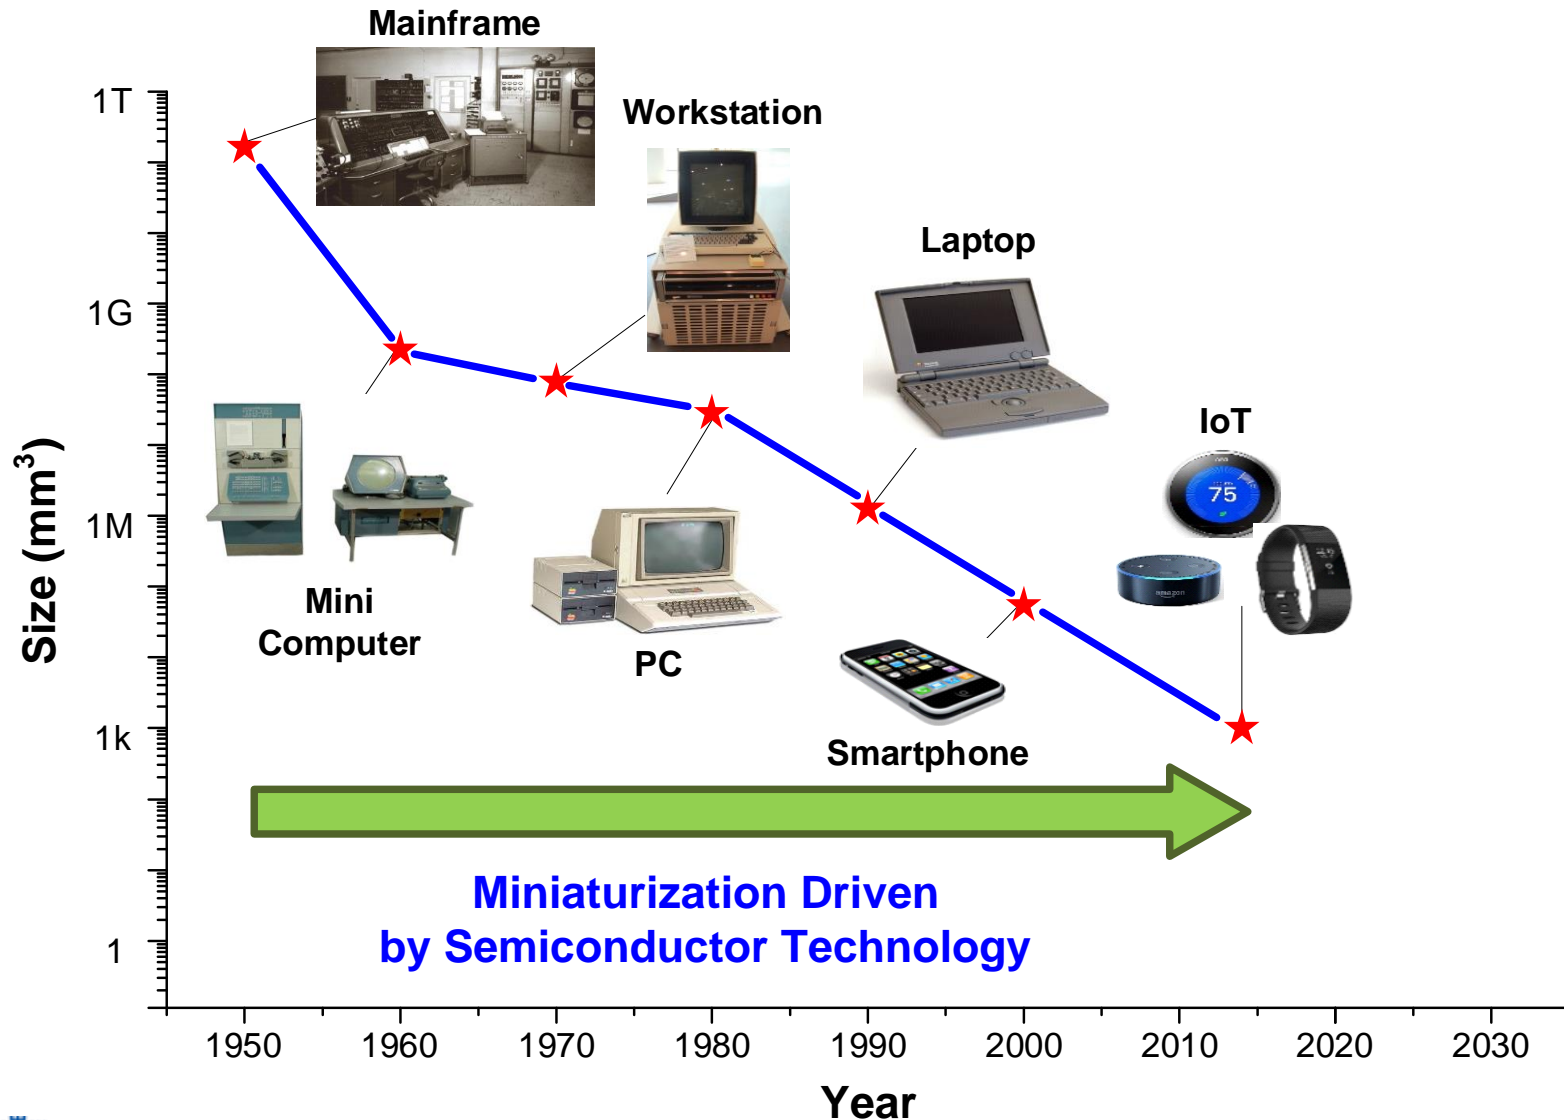 Mainframe
Workstation
Laptop
IoT
75
amazon
Mini
Computer
PC
Smartphone
1T
1G
1M
1k
1
Size (mm³)
Miniaturization Driven
by Semiconductor Technology
1950 1960 1970 1980 1990 2000 2010 2020 2030
Year